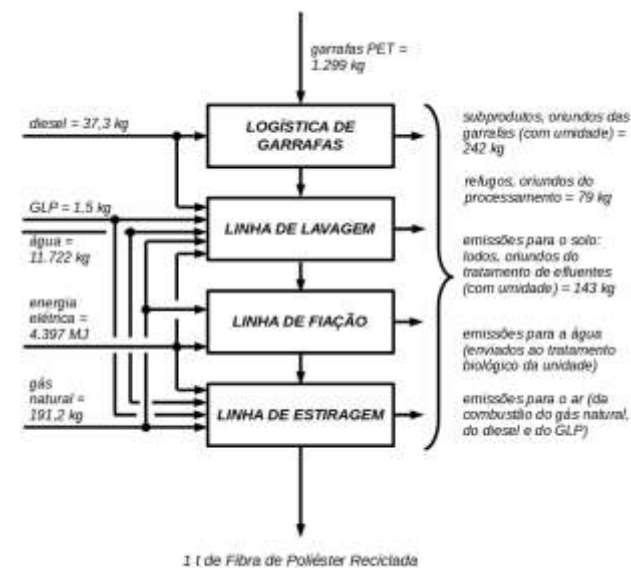 garrafas PET =
1.299 kg
diesel = 37,3 kg
LOGÍSTICA DE
GARRAFAS
GLP = 1.5 kg
água =
11.722 kg
LINHA DE LAVAGEM
energia
elétrica =
4.397 MJ
LINHA DE FIAÇÃO
gás
natural =
191,2 kg
LINHA DE ESTIRAGEM
subprodutos, oriundos das
garrafas (com umidade) =
242 kg
refugos, oriundos do
processamento = 79 kg
emissões para o solo:
lodos, oriundos do
tratamento de efluentes
(com umidade) = 143 kg
emissões para a água
(enviados ao tratamento
biológico da unidade)
emissões para o ar (da
combustão do gás natural,
do diesel e do GLP)
1 t de Fibra de Poliéster Reciclada